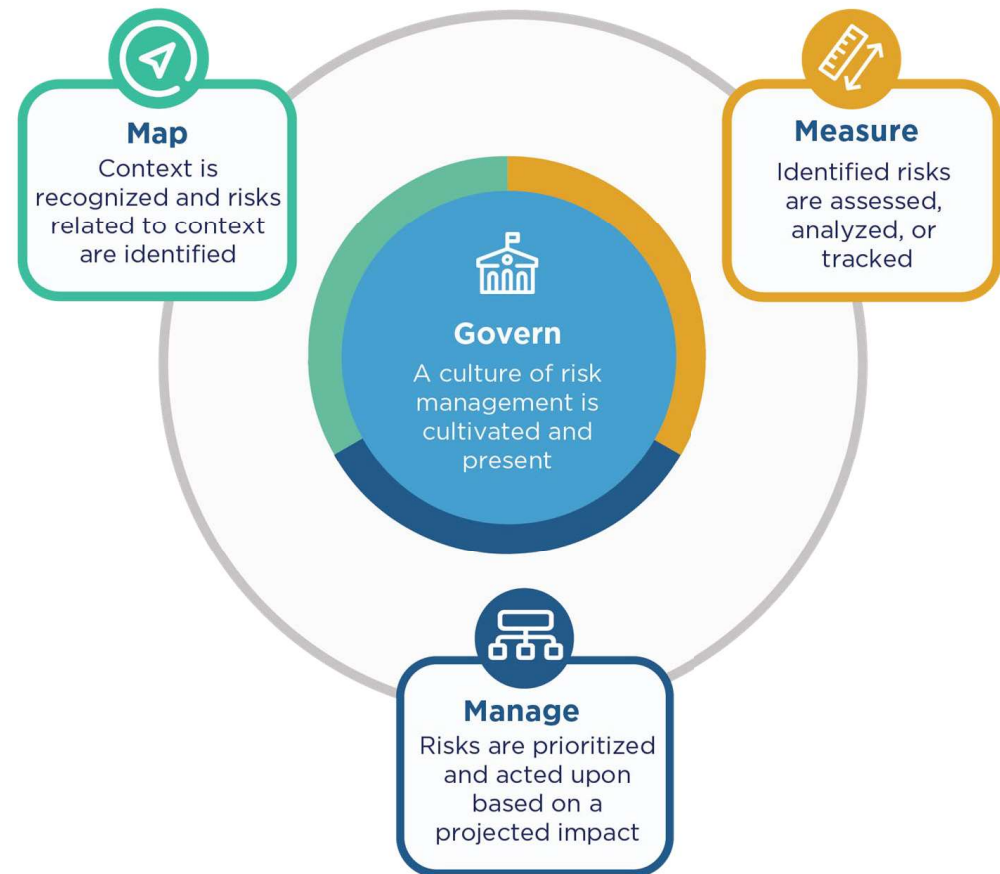 Map
Context is
recognized and risks
related to context
are identified
Measure
Identified risks
are assessed,
analyzed, or
tracked
Govern
A culture of risk
management is
cultivated and
present
Manage
Risks are prioritized
and acted upon
based on a
projected impact